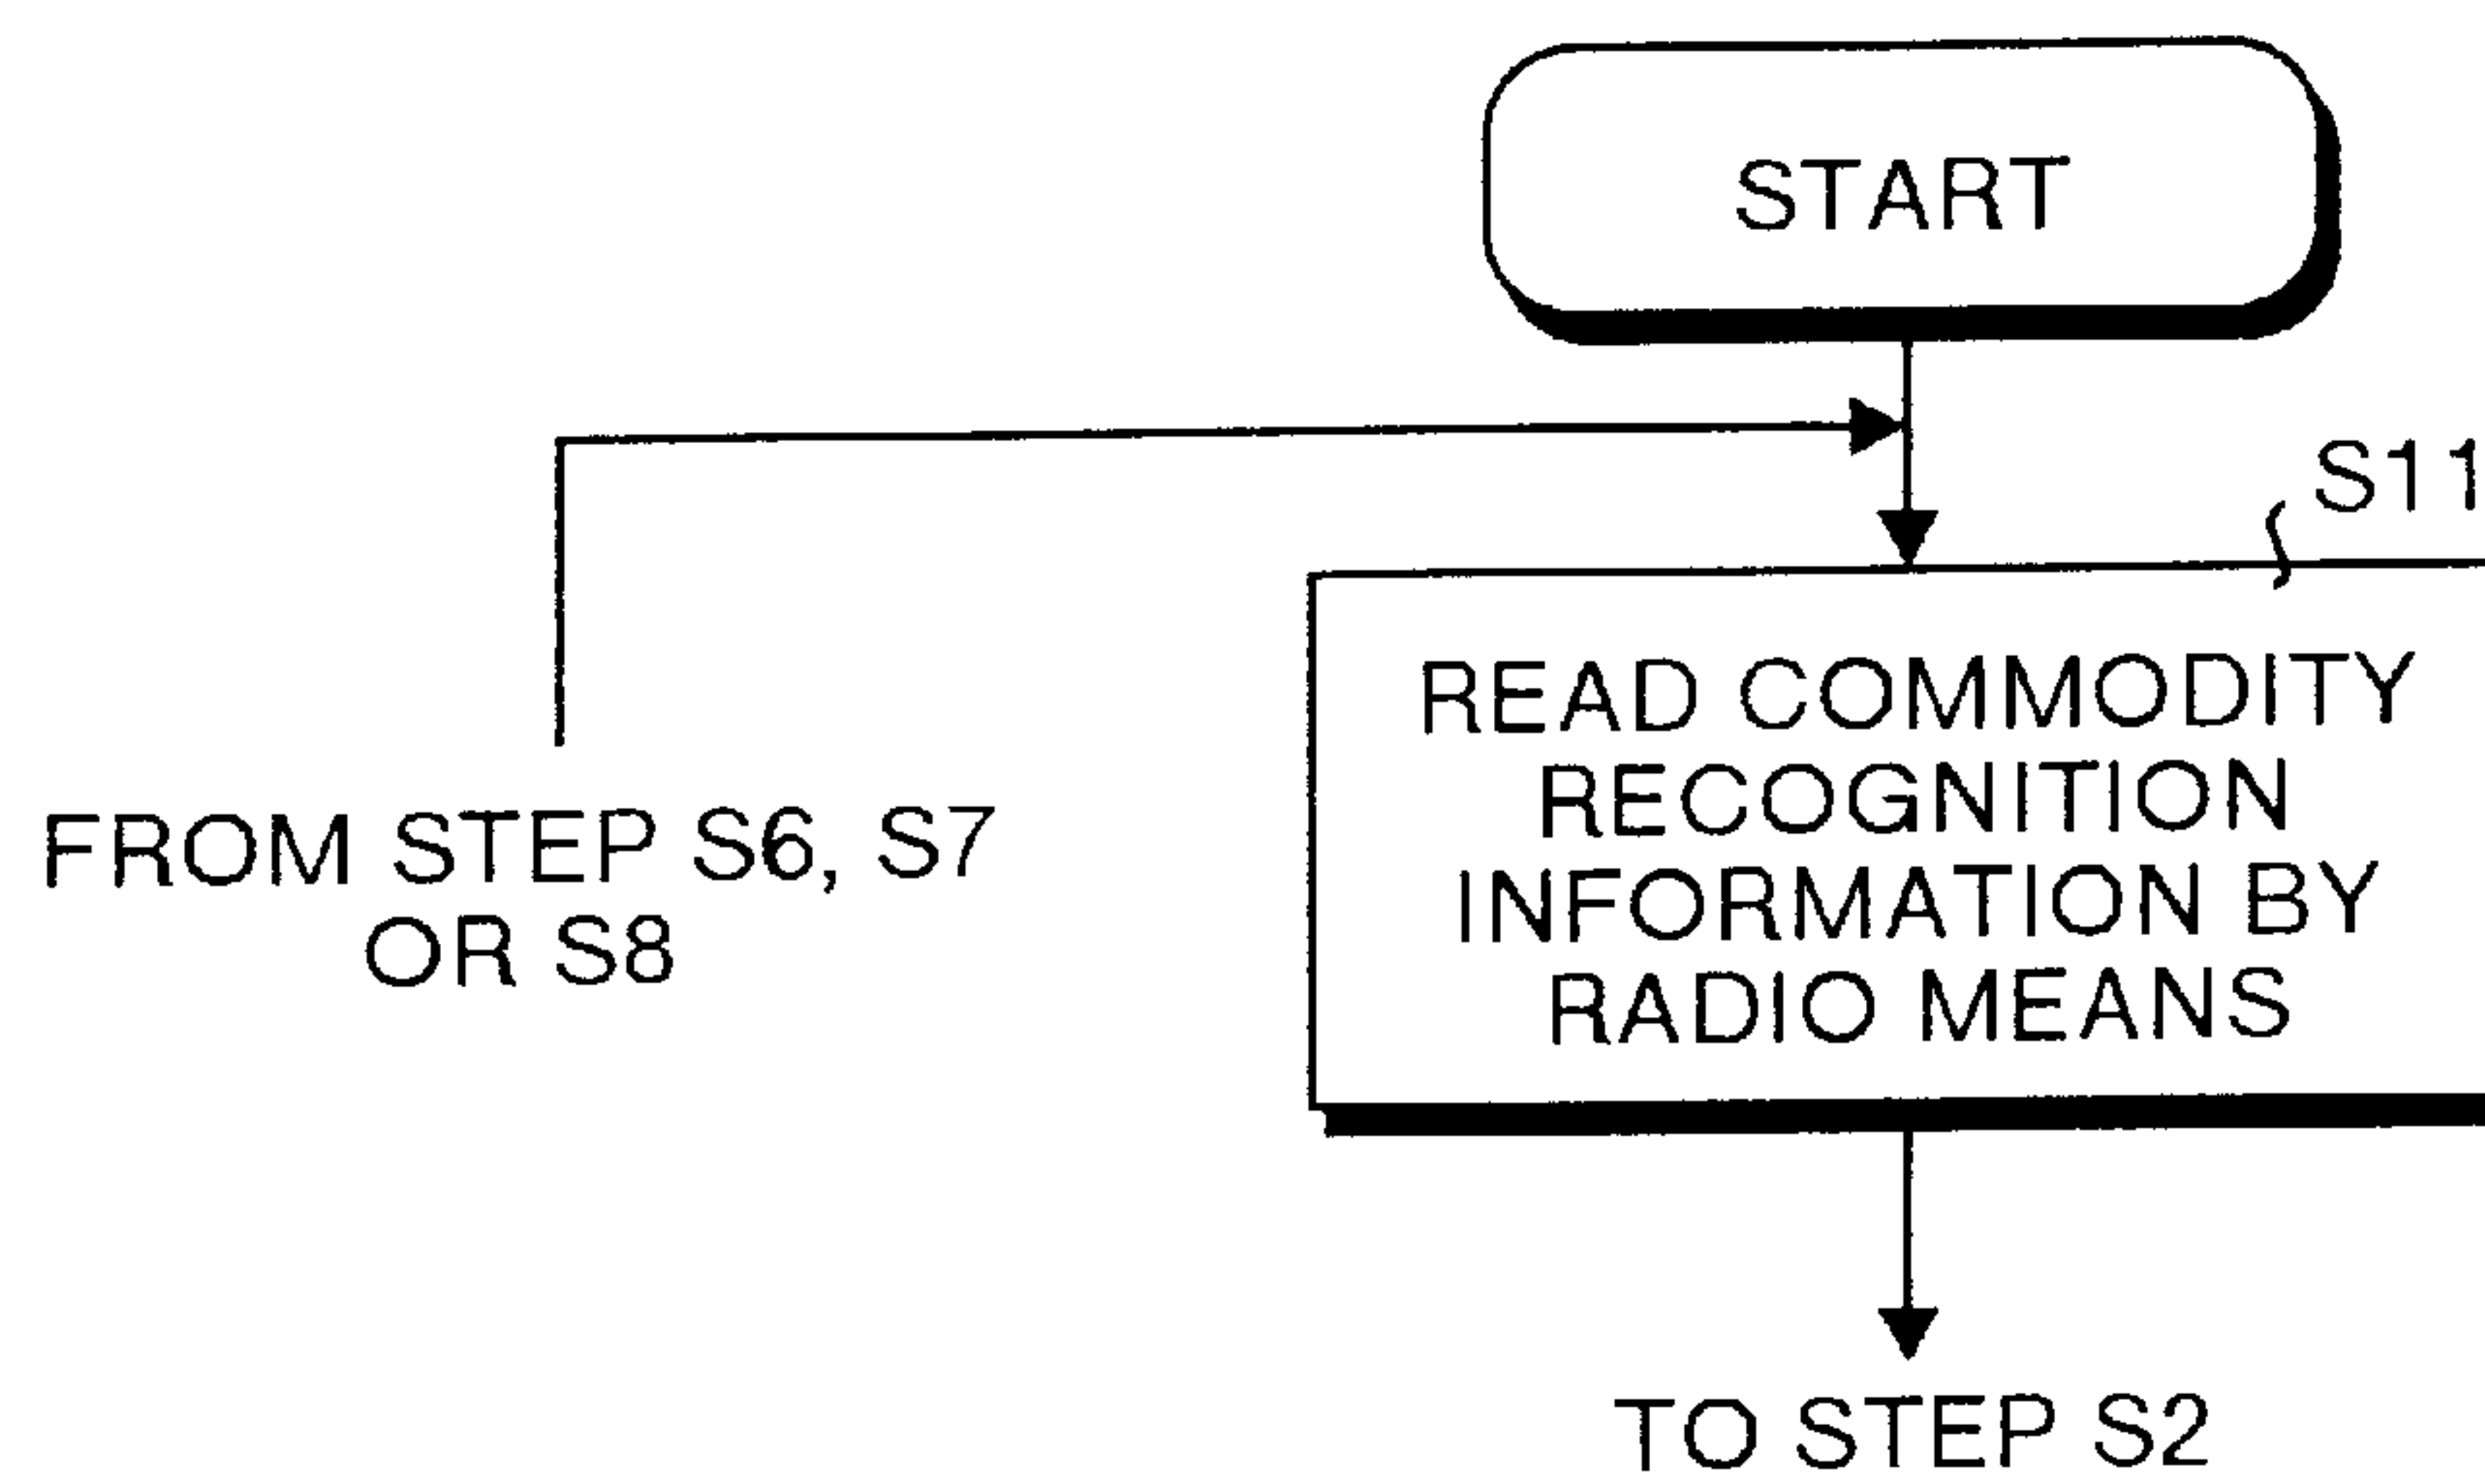 START
S11
READ COMMODITY
RECOGNITION
INFORMATION BY
RADIO MEANS
FROM STEP S6, S7
OR S8
TO STEP S2